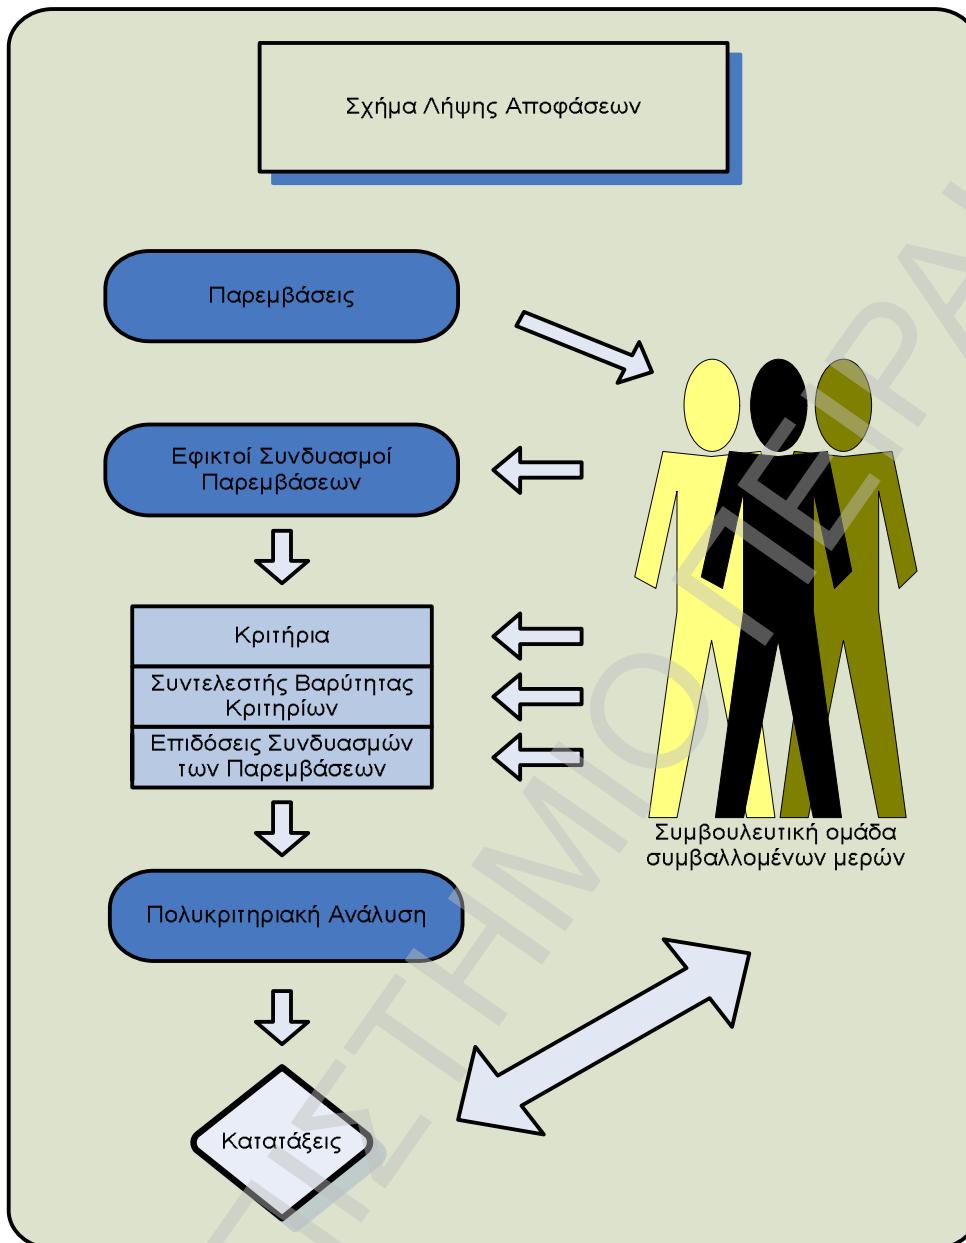 Σχήμα Λήψης Αποφάσεων
Παρεμβάσεις
Εφικτοί Συνδυασμοί
Παρεμβάσεων
Κριτήρια
Συντελεστής Βαρύτητας
Κριτηρίων
Επιδόσεις Συνδυασμών
των Παρεμβάσεων
Συμβουλευτική ομάδα
συμβαλλομένων μερών
Πολυκριτηριακή Ανάλυση
Κατατάξεις